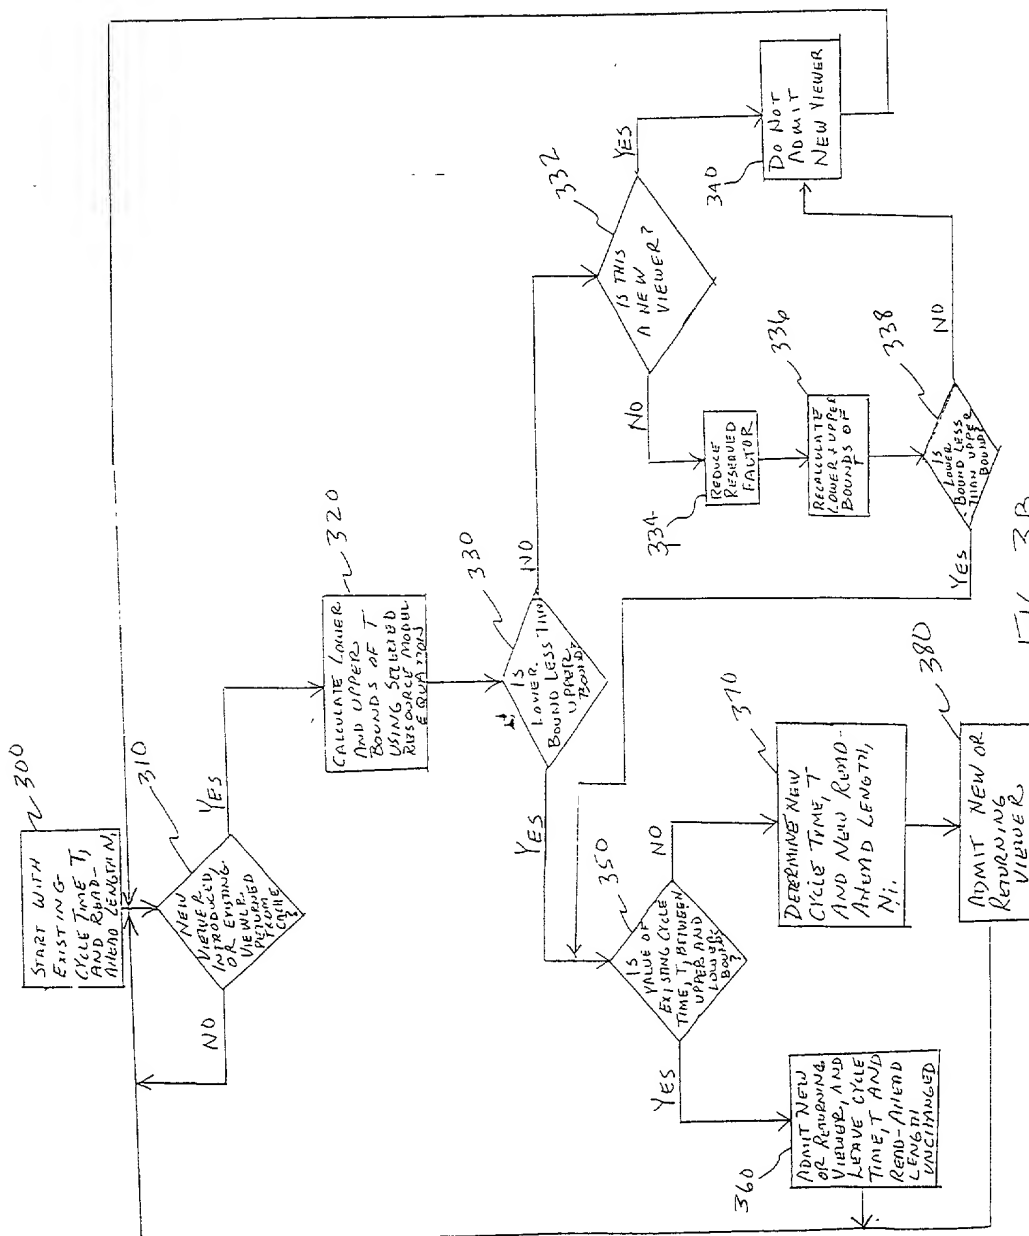 300
START WITH
EXISTING
CYCLE TIME T,
AND READ-
AHEAD LENGTH N,
310
NEW
VIEWER
INTRODUCED,
OR EXISTING
VIEWER
RETURNED
FROM
CACHE
?
NO
YES
320
CALCULATE LOWER
AND UPPER
BOUNDS OF T
USING SELECTED
RESOURCE MODEL
EQUATION
330
IS
LOWER
BOUND LESS THAN
UPPER
BOUND?
NO
YES
332
IS THIS
A NEW
VIEWER?
YES
NO
340
DO NOT
ADMIT
NEW VIEWER
334
REDUCE
RESERVED
FACTOR
336
RECALCULATE
LOWER & UPPER
BOUNDS OF
T
338
IS
LOWER
BOUND LESS
THAN UPPER
BOUND?
NO
YES
350
IS
VALUE OF
EXISTING CYCLE
TIME, T, BETWEEN
UPPER AND
LOWER
BOUNDS
?
NO
YES
360
ADMIT NEW
OR RETURNING
VIEWER, AND
LEAVE CYCLE
TIME, T AND
READ-AHEAD
LENGTH
UNCHANGED
370
DETERMINE NEW
CYCLE TIME, T
AND NEW READ-
AHEAD LENGTH,
Ni.
380
ADMIT NEW OR
RETURNING
VIEWER
3B